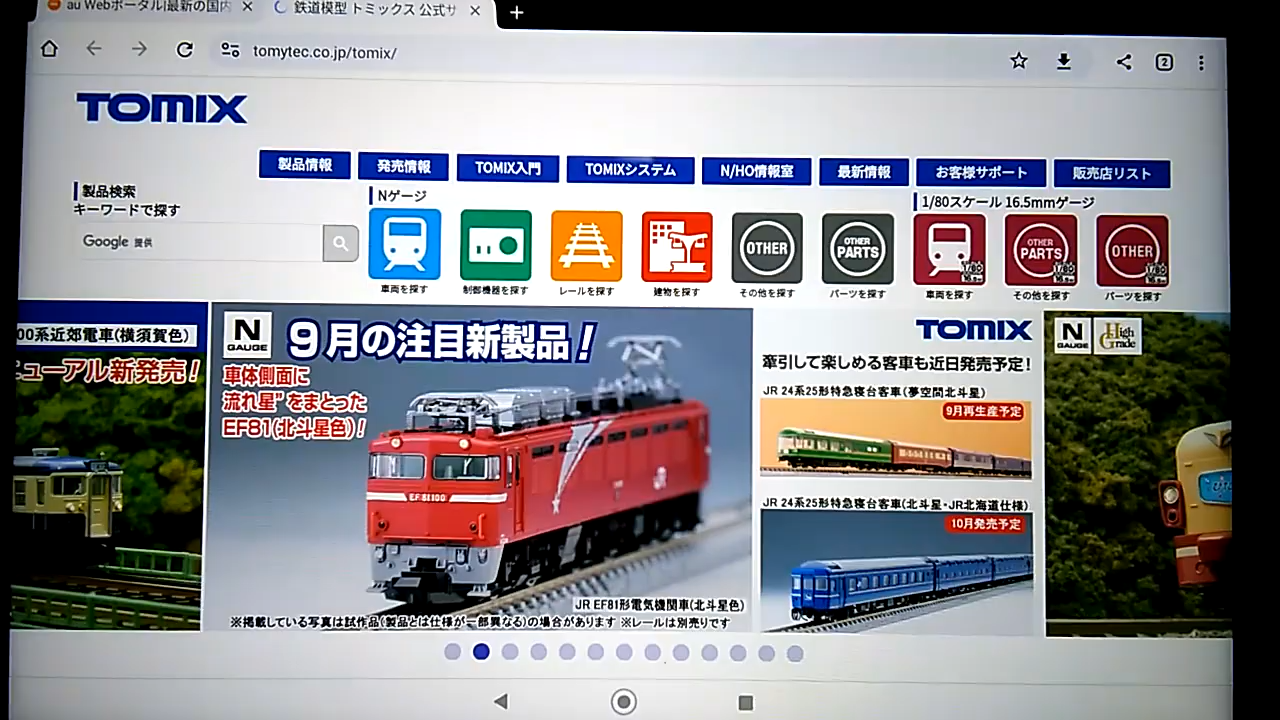 au Webポータル|最新の国内
鉄道模型 トミックス 公式サ
tomytec.co.jp/tomix/
2
TOMIX
製品情報
発売情報
TOMIX入門
TOMIXシステム
N/HO情報室
最新情報
お客様サポート
販売店リスト
製品検索
キーワードで探す
Google 提供
Nゲージ
1/80スケール 16.5mmゲージ
OTHER
OTHER PARTS
OTHER PARTS
OTHER
車両を探す
制御機器を探す
レールを探す
建物を探す
その他を探す
パーツを探す
車両を探す
その他を探す
パーツを探す
00系近郊電車(横須賀色)
ニューアル新発売!
N GAUGE
9月の注目新製品!
車体側面に
"流れ星"をまとった
EF81(北斗星色)!
EF81 100
JR EF81形電気機関車(北斗星色)
※掲載している写真は試作品(製品とは仕様が一部異なる)の場合があります ※レールは別売りです
TOMIX
牽引して楽しめる客車も近日発売予定!
JR 24系25形特急寝台客車(夢空間北斗星)
9月再生産予定
JR 24系25形特急寝台客車(北斗星・JR北海道仕様)
10月発売予定
N GAUGE
High Grade